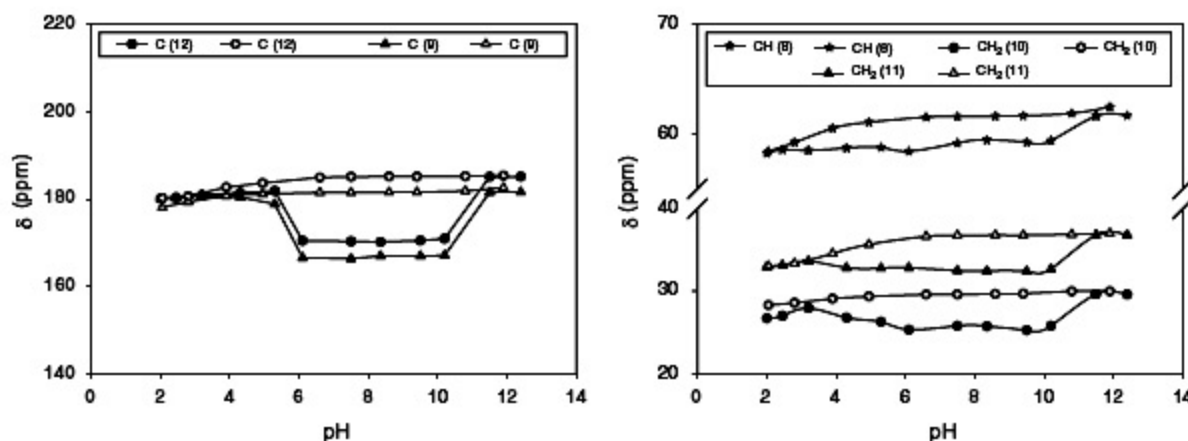 C (12) C (12) C (9) C (9)
220
200
180
160
140
δ (ppm)
0 2 4 6 8 10 12 14
pH
CH (8) CH (8) CH₂ (10) CH₂ (10)
CH₂ (11) CH₂ (11)
70
60
40
30
20
δ (ppm)
0 2 4 6 8 10 12 14
pH